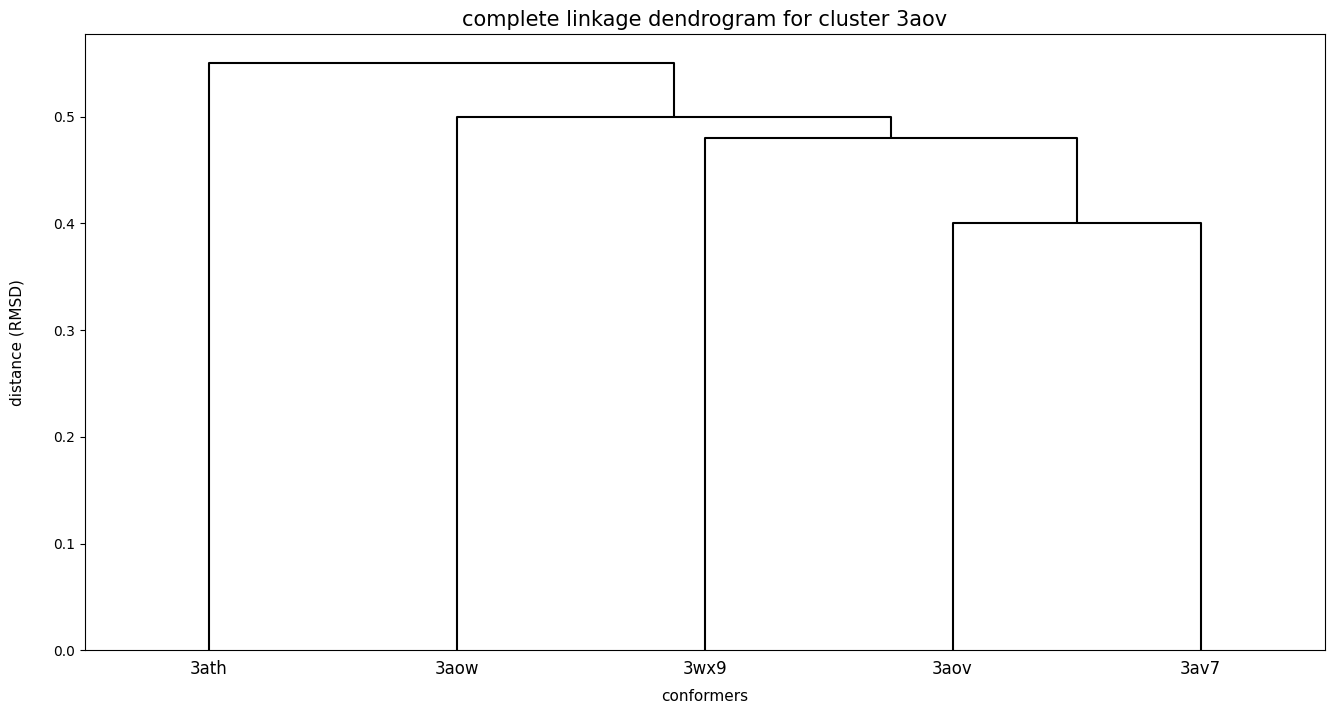 complete linkage dendrogram for cluster 3aov
distance (RMSD)
0.5
0.4
0.3
0.2
0.1
0.0
3ath 3aow 3wx9 3aov 3av7
conformers